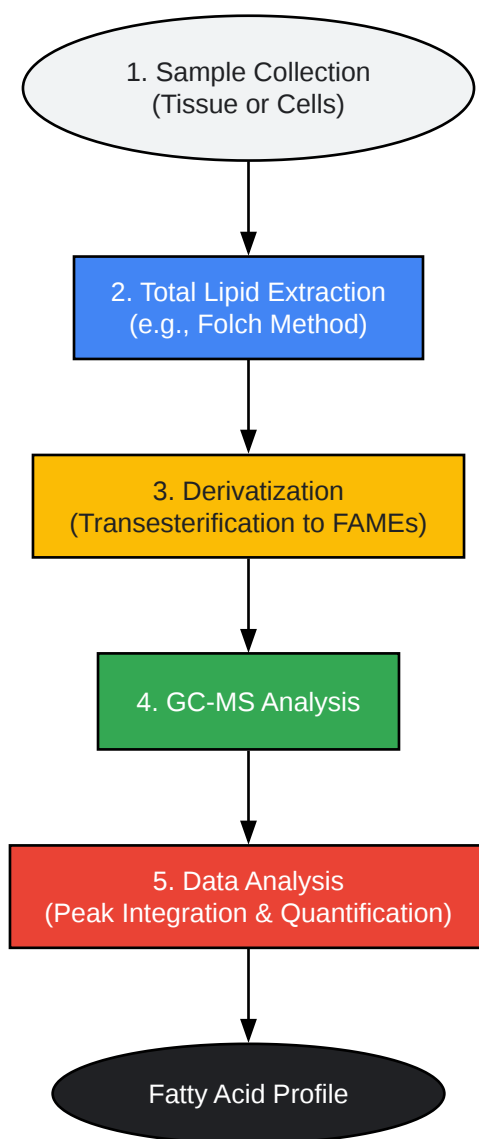 1. Sample Collection
(Tissue or Cells)
2. Total Lipid Extraction
(e.g., Folch Method)
3. Derivatization
(Transesterification to FAMEs)
4. GC-MS Analysis
5. Data Analysis
(Peak Integration & Quantification)
Fatty Acid Profile